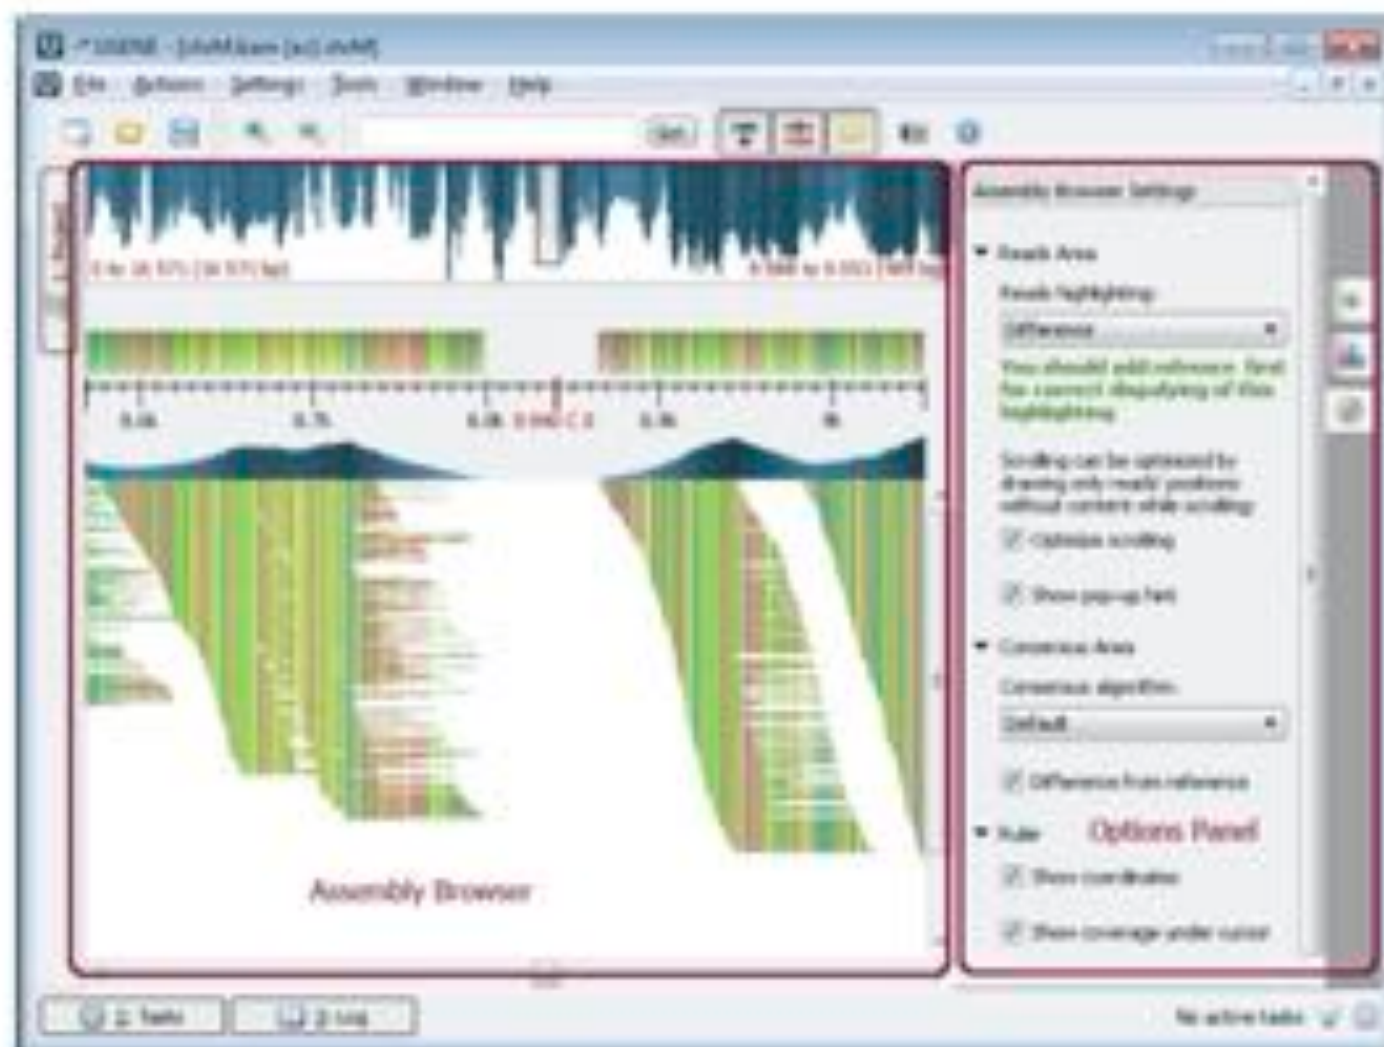 File Actions Settings Tools Window Help
Assembly Browser Settings
Reads Area
Reads highlighting:
Difference
You should add reference first
for correct displaying of this
highlighting
Scrolling can be optimized by
drawing only reads' positions
without content while scrolling:
Optimize scrolling
Show pop-up hint
Consensus Area
Consensus algorithm:
Default
Difference from reference
Ruler
Options Panel
Show coordinates
Show coverage under cursor
Assembly Browser
2: Tasks
3: Log
No active tasks